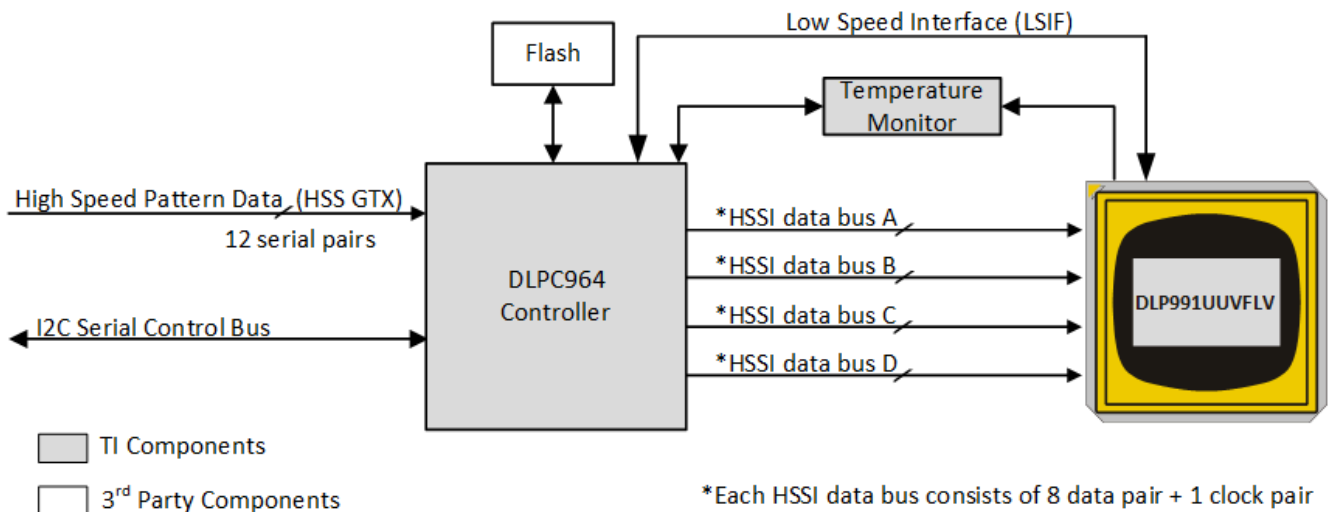 Low Speed Interface (LSIF)
Flash
Temperature
Monitor
High Speed Pattern Data (HSS GTX)
12 serial pairs
*HSSI data bus A
*HSSI data bus B
DLPC964
Controller
DLP991UUVFLV
*HSSI data bus C
I2C Serial Control Bus
*HSSI data bus D
TI Components
3rd Party Components
*Each HSSI data bus consists of 8 data pair + 1 clock pair